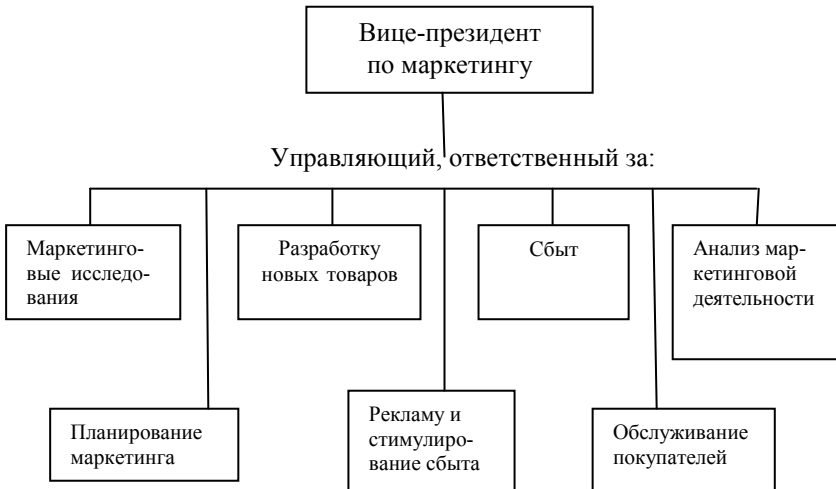 Вице-президент
по маркетингу
Управляющий, ответственный за:
Маркетинго-
вые исследо-
вания
Разработку
новых товаров
Сбыт
Анализ мар-
кетинговой
деятельности
Планирование
маркетинга
Рекламу и
стимулиро-
вание сбыта
Обслуживание
покупателей